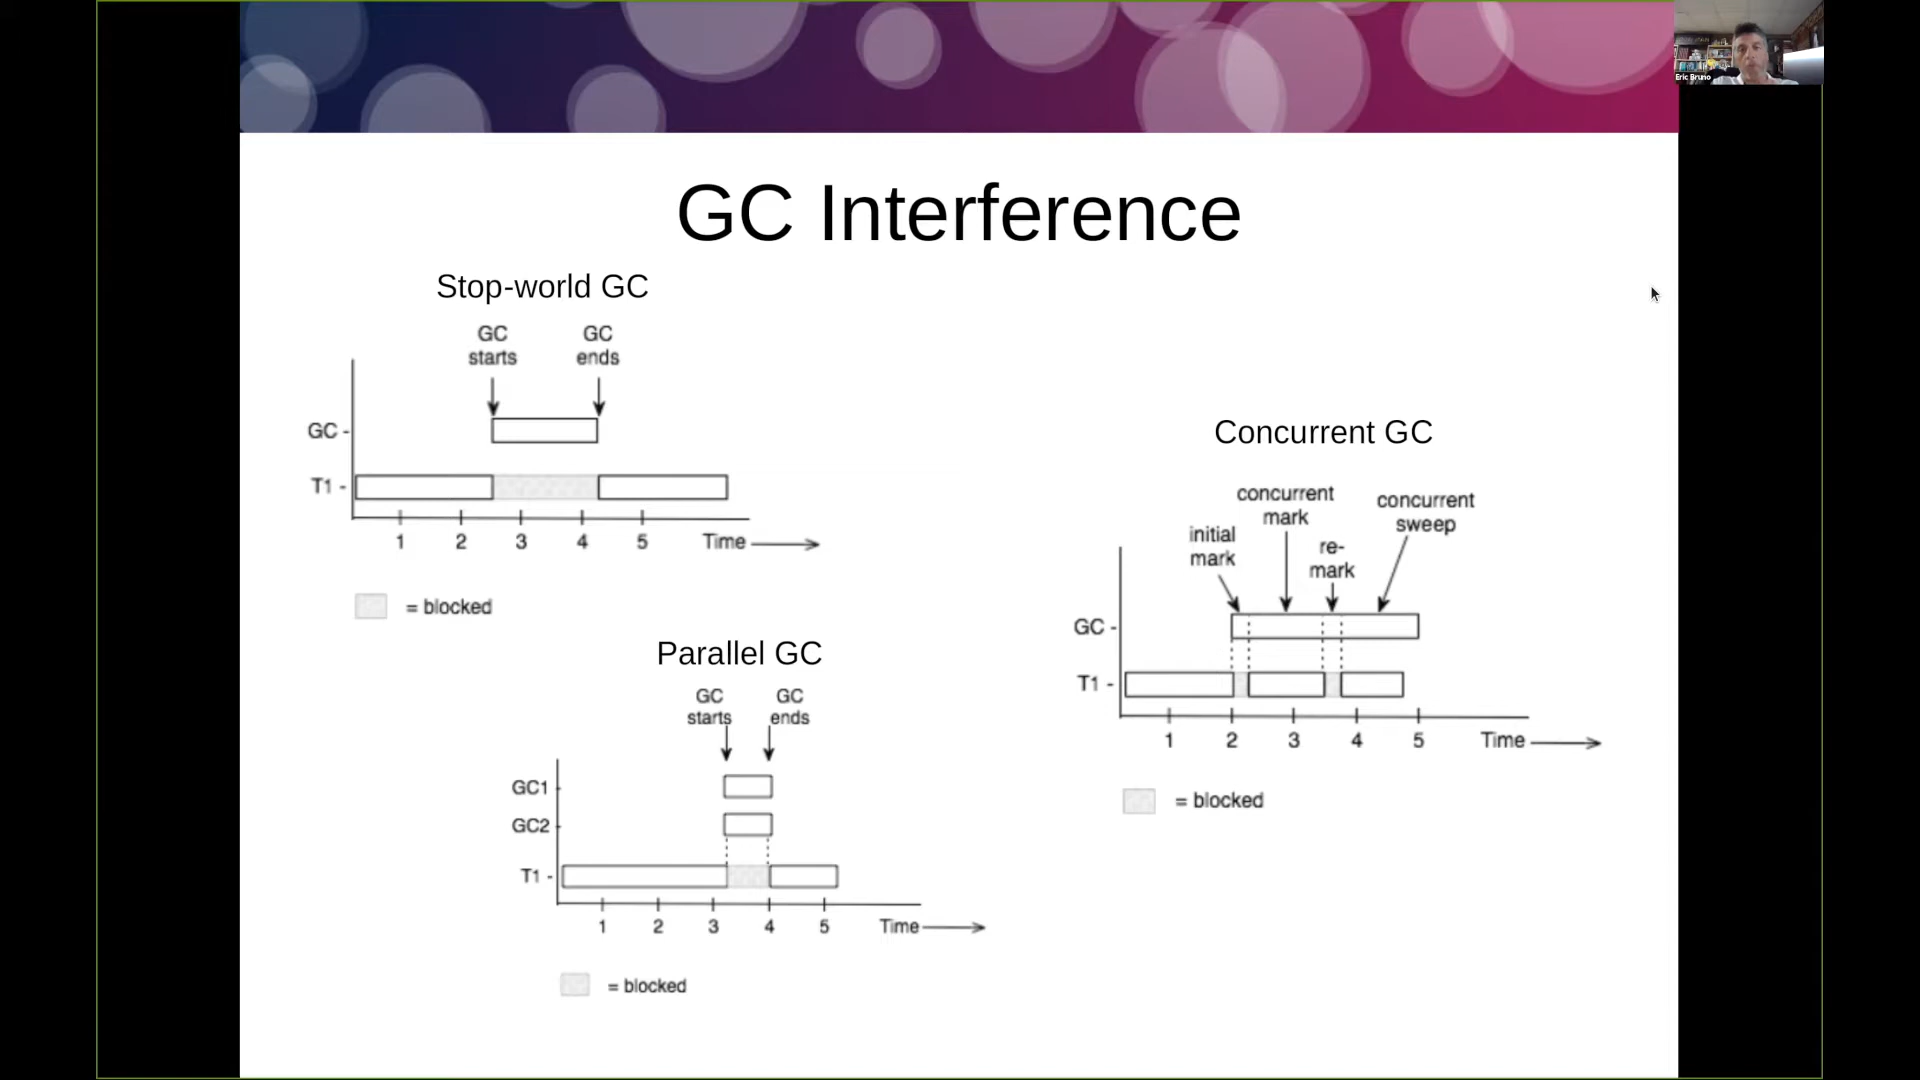 Eric Bruno
GC Interference
Stop-world GC
GC starts
GC ends
GC -
T1 -
1 2 3 4 5 Time
= blocked
Parallel GC
GC starts
GC ends
GC1
GC2
T1 -
1 2 3 4 5 Time
= blocked
Concurrent GC
initial mark
concurrent mark
re-mark
concurrent sweep
GC -
T1 -
1 2 3 4 5 Time
= blocked